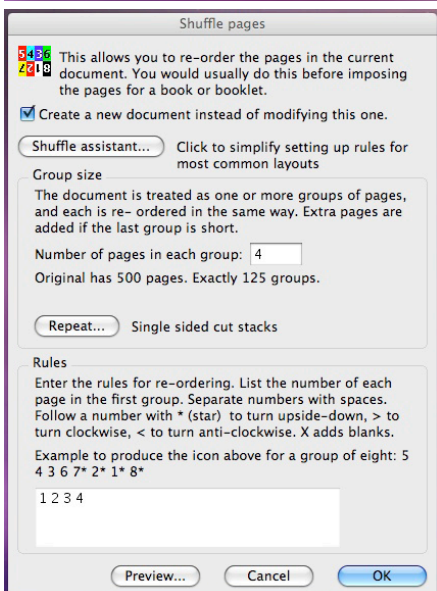 Shuffle pages
5436
7218
This allows you to re-order the pages in the current
document. You would usually do this before imposing
the pages for a book or booklet.
Create a new document instead of modifying this one.
Shuffle assistant... Click to simplify setting up rules for
most common layouts
Group size
The document is treated as one or more groups of pages,
and each is re- ordered in the same way. Extra pages are
added if the last group is short.
Number of pages in each group: 4
Original has 500 pages. Exactly 125 groups.
Repeat... Single sided cut stacks
Rules
Enter the rules for re-ordering. List the number of each
page in the first group. Separate numbers with spaces.
Follow a number with * (star) to turn upside-down, > to
turn clockwise, < to turn anti-clockwise. X adds blanks.
Example to produce the icon above for a group of eight: 5
4 3 6 7* 2* 1* 8*
1 2 3 4
Preview... Cancel OK